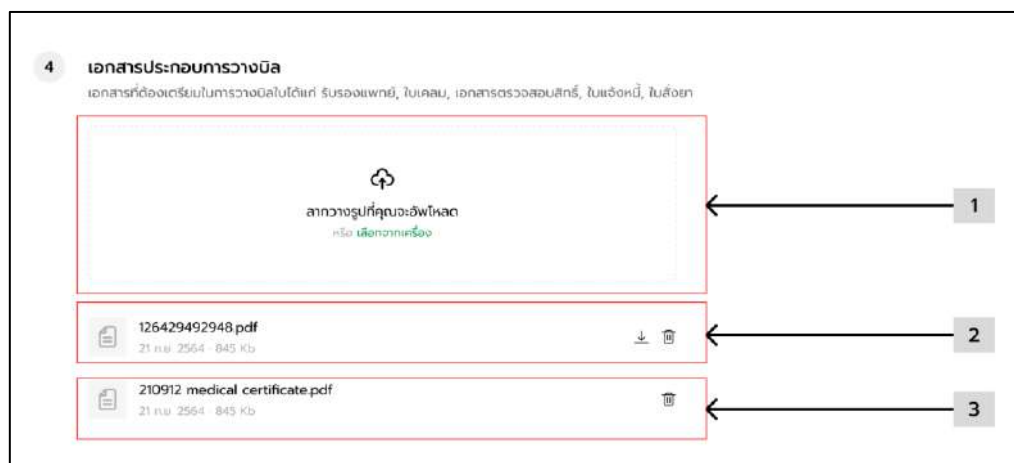 4
เอกสารประกอบการวางบิล
เอกสารที่ต้องเตรียมในการวางบิลใบได้แก่ รับรองแพทย์, ใบเคลม, เอกสารตรวจสอบสิทธิ์, ใบแจ้งหนี้, ใบสั่งยา
ลากวางรูปที่คุณจะอัพโหลด
หรือ เลือกจากเครื่อง
1
126429492948.pdf
21 ก.ย. 2564 · 845 Kb
2
210912 medical certificate.pdf
21 ก.ย. 2564 · 845 Kb
3